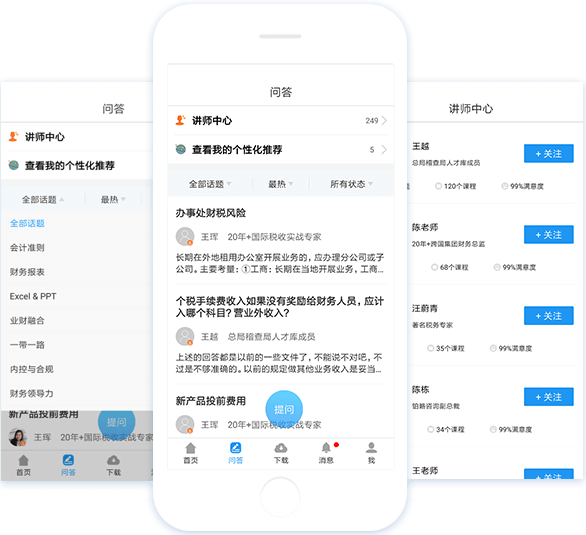 问答
讲师中心
查看我的个性化推荐
全部话题
最热
全部话题
会计准则
财务报表
Excel & PPT
业财融合
一带一路
内控与合规
财务领导力
新产品投前费用
王珲 20年+国际税收实战专家
首页
问答
下载
问答
讲师中心 249
查看我的个性化推荐 5
全部话题 最热 所有状态
办事处财税风险
王珲 20年+国际税收实战专家
长期在外地租用办公室开展业务的，应办理分公司或子
公司。主要考量：①工商：长期在当地开展业务，工商...
个税手续费收入如果没有奖励给财务人员，应计
入哪个科目？营业外收入？
王越 总局稽查局人才库成员
上述的回答都是以前的一些文件了，不能说不对吧，不
过是不够准确的。以前的规定做其他业务收入是妥当...
新产品投前费用
提问
王珲 20年+国际税收实战专家
首页 问答 下载 消息 我
讲师中心
王越
+ 关注
总局稽查局人才库成员
120个课程 99%满意度
陈老师
+ 关注
20年+跨国集团财务总监
68个课程 99%满意度
汪蔚青
+ 关注
著名税务专家
35个课程 99%满意度
陈栋
+ 关注
铂略咨询副总裁
34个课程 99%满意度
王老师
+ 关注